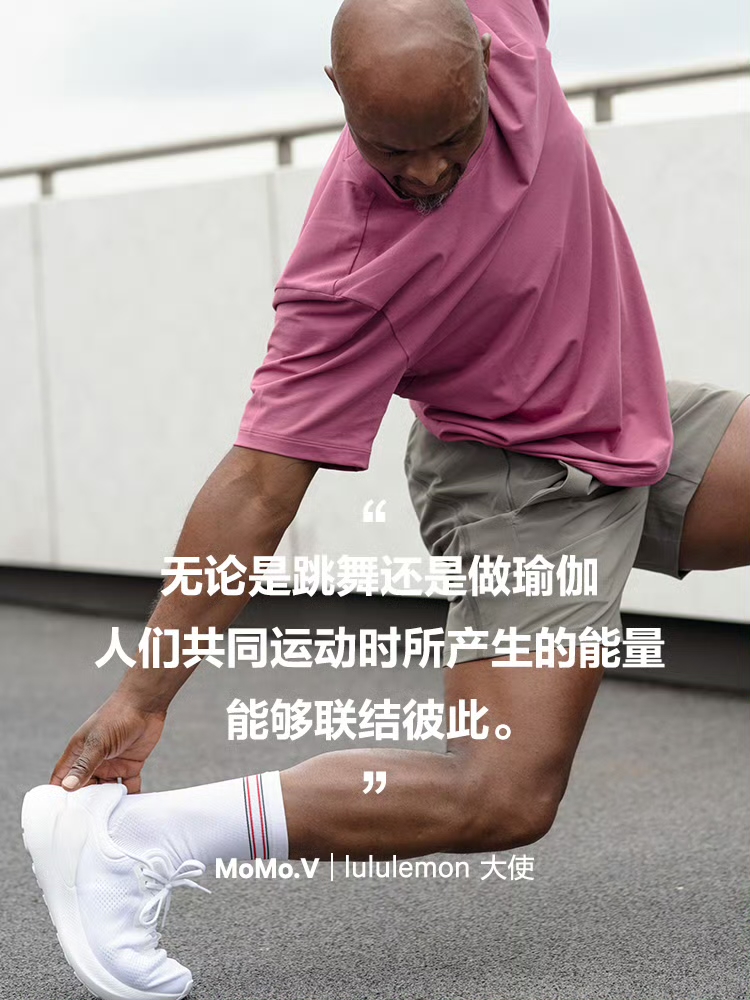 “
无论是跳舞还是做瑜伽
人们共同运动时所产生的能量
能够联结彼此。
”
MoMo.V | lululemon 大使